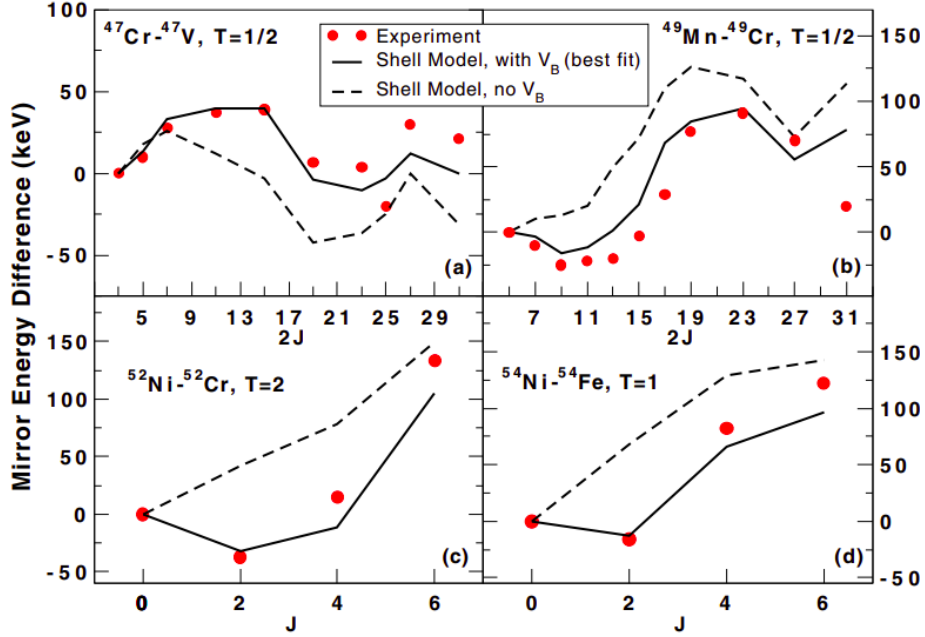 Mirror Energy Difference (keV)
100
50
0
-50
⁴⁷Cr-⁴⁷V, T=1/2
(a)
Experiment
Shell Model, with V_B (best fit)
Shell Model, no V_B
⁴⁹Mn-⁴⁹Cr, T=1/2
(b)
150
100
50
0
5 9 13 17 21 25 29
2J
7 11 15 19 23 27 31
2J
150
100
50
0
-50
⁵²Ni-⁵²Cr, T=2
(c)
⁵⁴Ni-⁵⁴Fe, T=1
(d)
150
100
50
0
-50
0 2 4 6
J
0 2 4 6
J